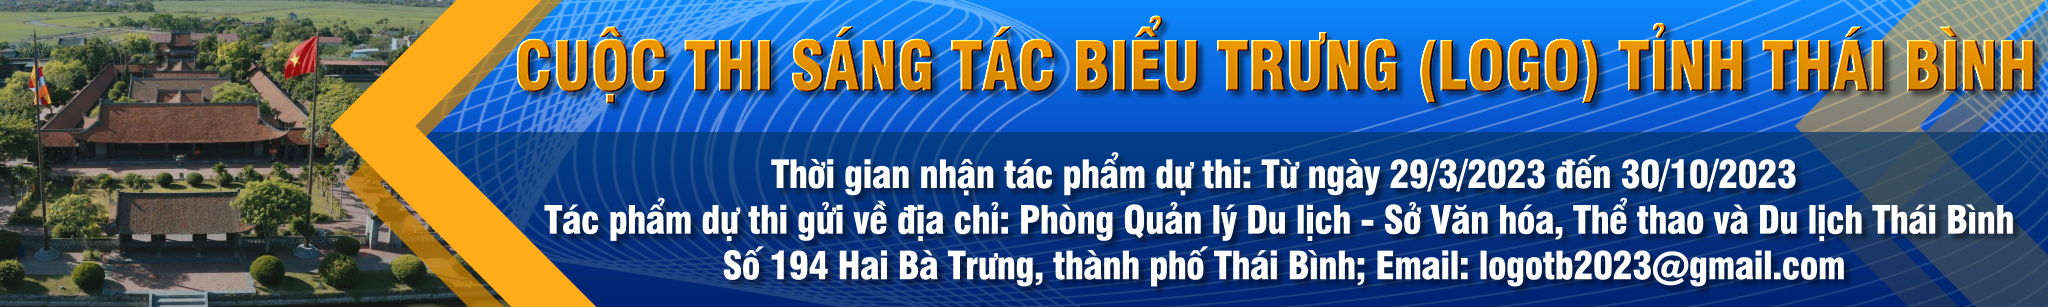 CUỘC THI SÁNG TÁC BIỂU TRƯNG (LOGO) TỈNH THÁI BÌNH
Thời gian nhận tác phẩm dự thi: Từ ngày 29/3/2023 đến 30/10/2023
Tác phẩm dự thi gửi về địa chỉ: Phòng Quản lý Du lịch - Sở Văn hóa, Thể thao và Du lịch Thái Bình
Số 194 Hai Bà Trưng, thành phố Thái Bình; Email: logotb2023@gmail.com